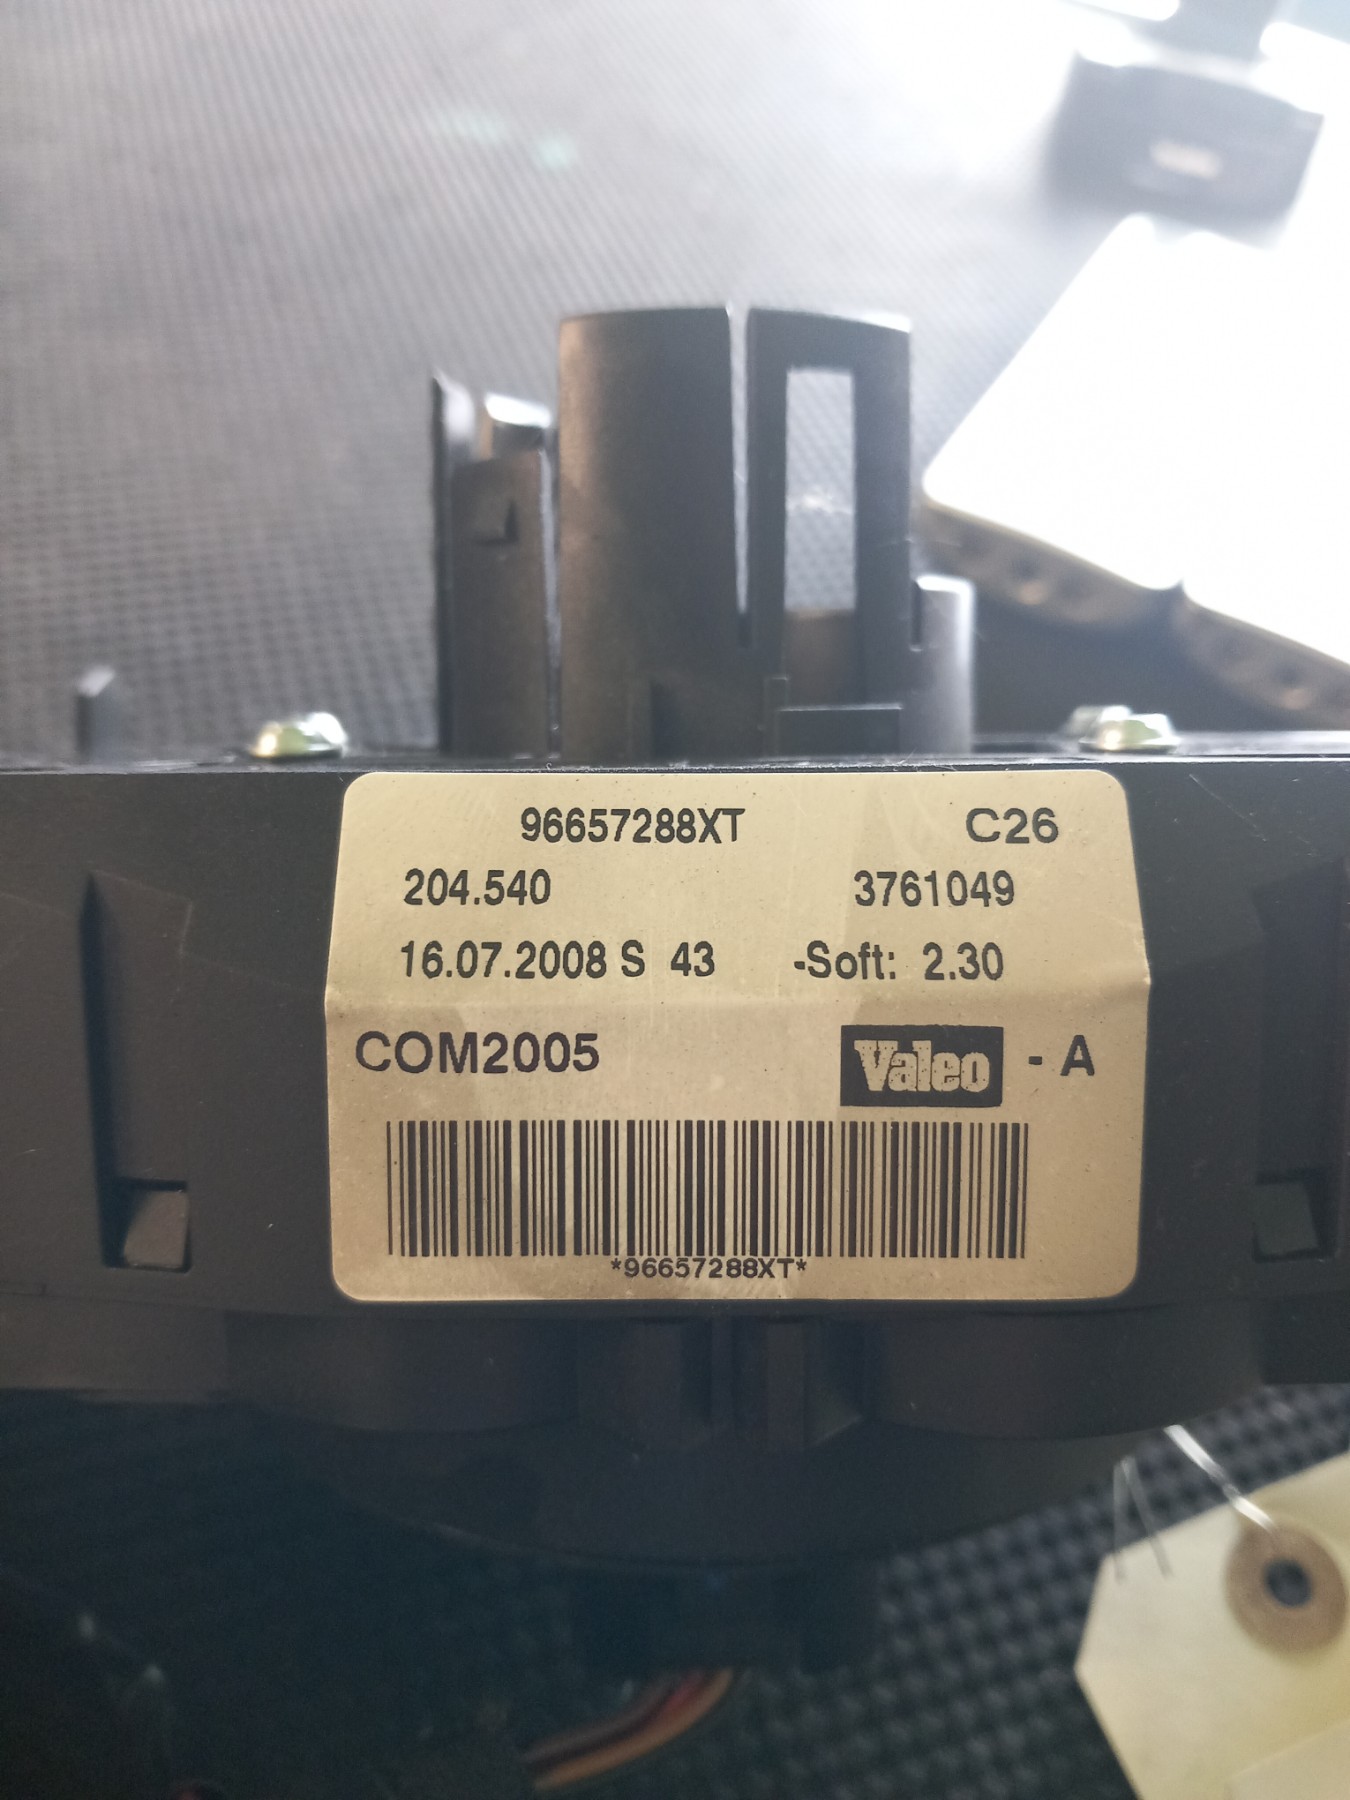 96657288XT C26
204.540 3761049
16.07.2008 S 43 -Soft: 2.30
COM2005 Valeo - A
*96657288XT*